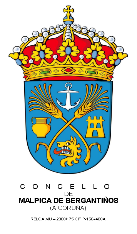 CONCELLO
DE
MALPICA DE BERGANTIÑOS
(A CORUÑA)